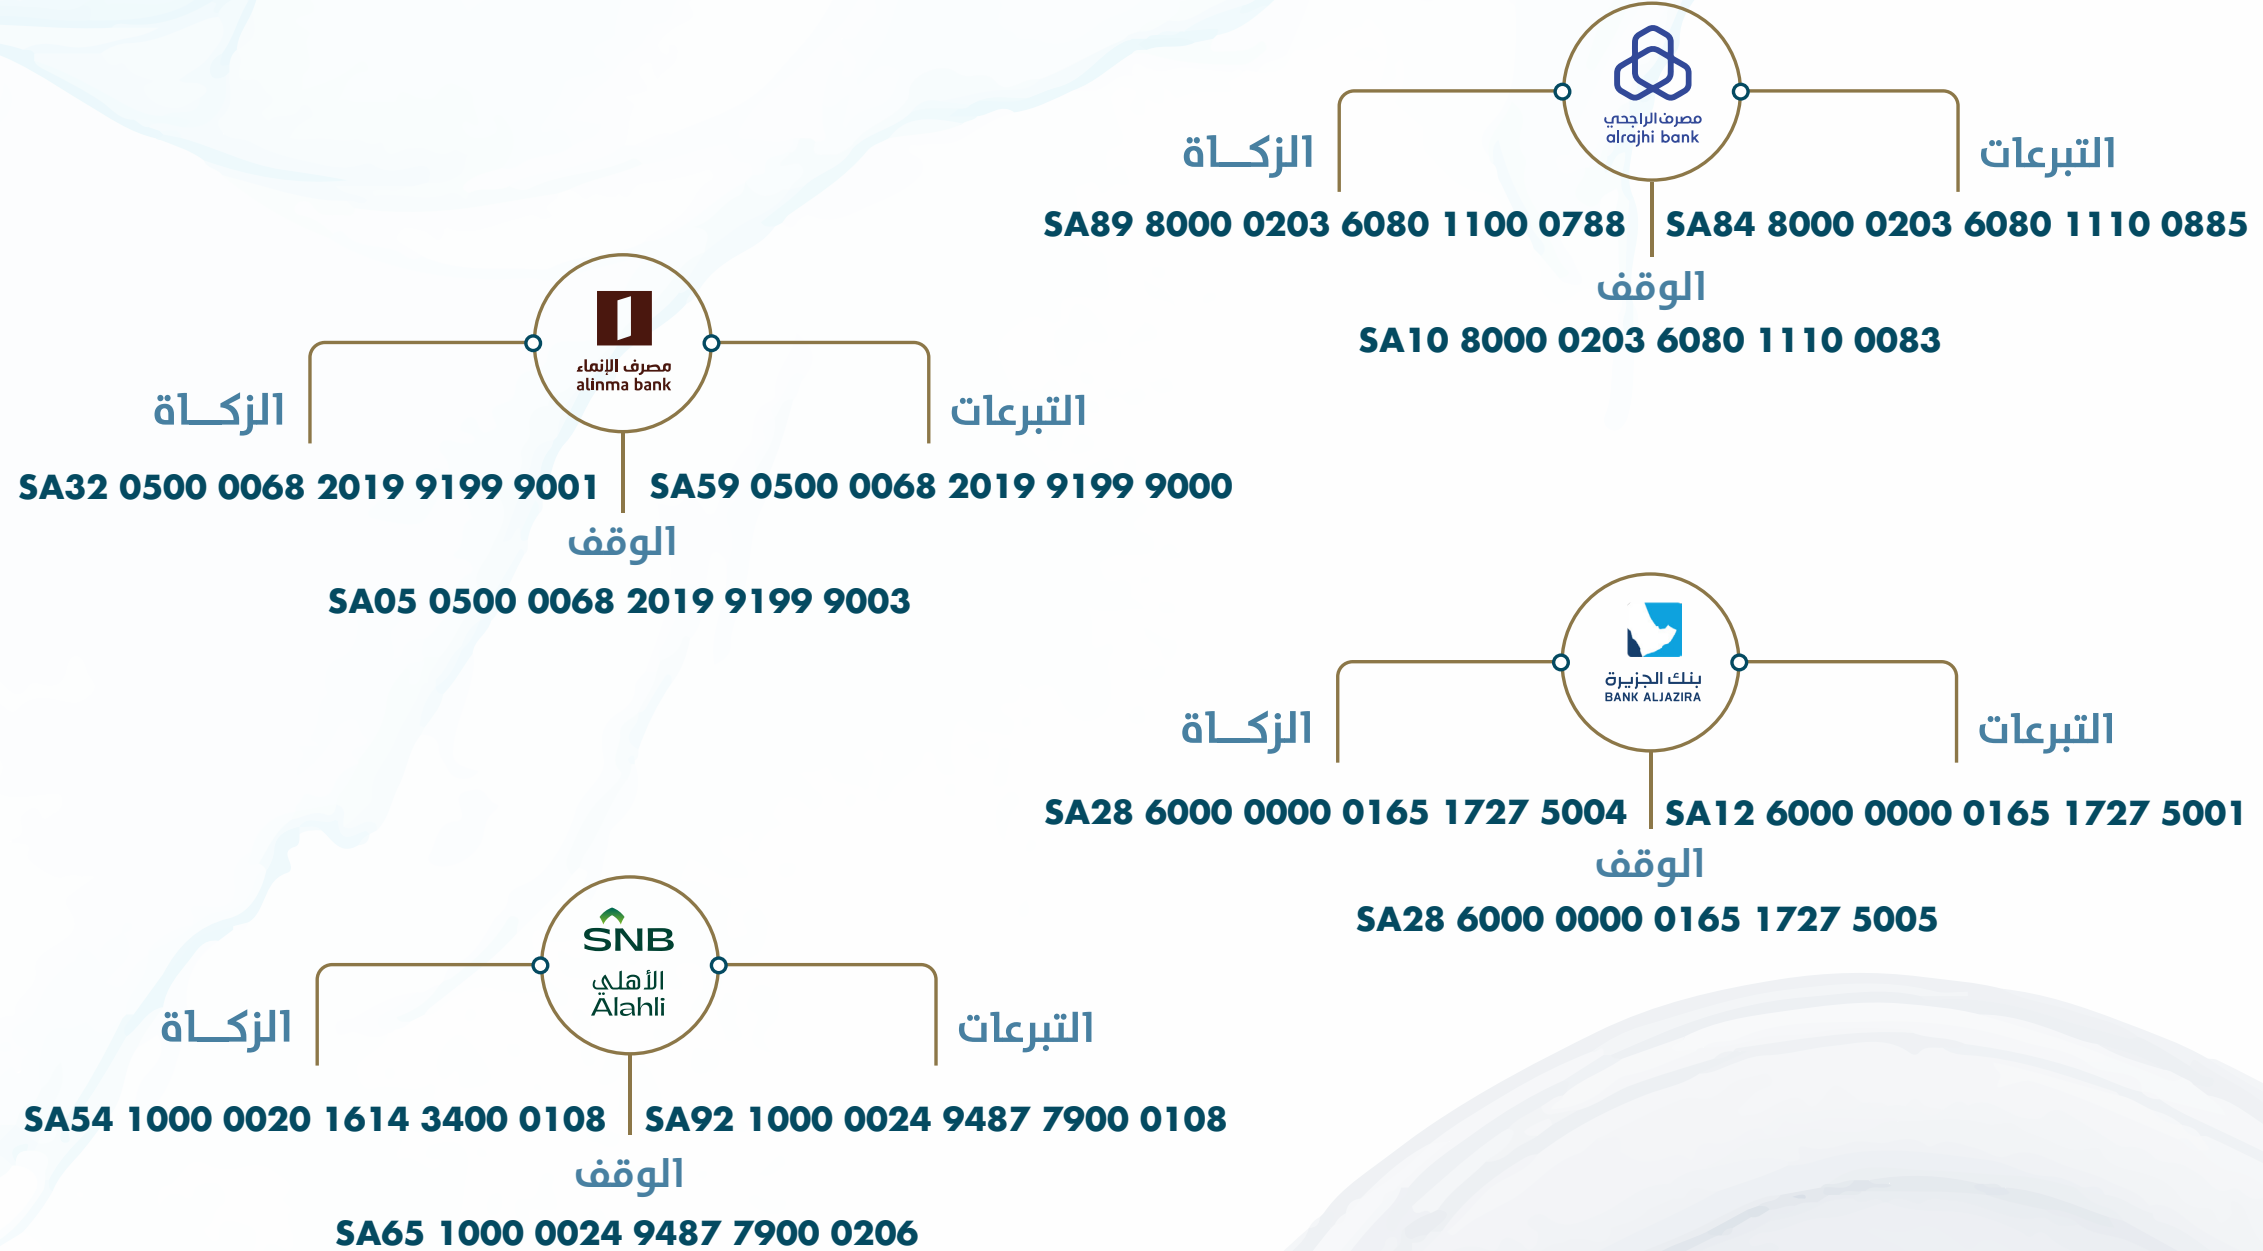 مصرف الراجحي
alrajhi bank
التبرعات
SA84 8000 0203 6080 1110 0885
الزكــاة
SA89 8000 0203 6080 1100 0788
الوقف
SA10 8000 0203 6080 1110 0083
مصرف الإنماء
alinma bank
التبرعات
SA59 0500 0068 2019 9199 9000
الزكــاة
SA32 0500 0068 2019 9199 9001
الوقف
SA05 0500 0068 2019 9199 9003
بنك الجزيرة
BANK ALJAZIRA
التبرعات
SA12 6000 0000 0165 1727 5001
الزكــاة
SA28 6000 0000 0165 1727 5004
الوقف
SA28 6000 0000 0165 1727 5005
SNB
الأهلي
Alahli
التبرعات
SA92 1000 0024 9487 7900 0108
الزكــاة
SA54 1000 0020 1614 3400 0108
الوقف
SA65 1000 0024 9487 7900 0206